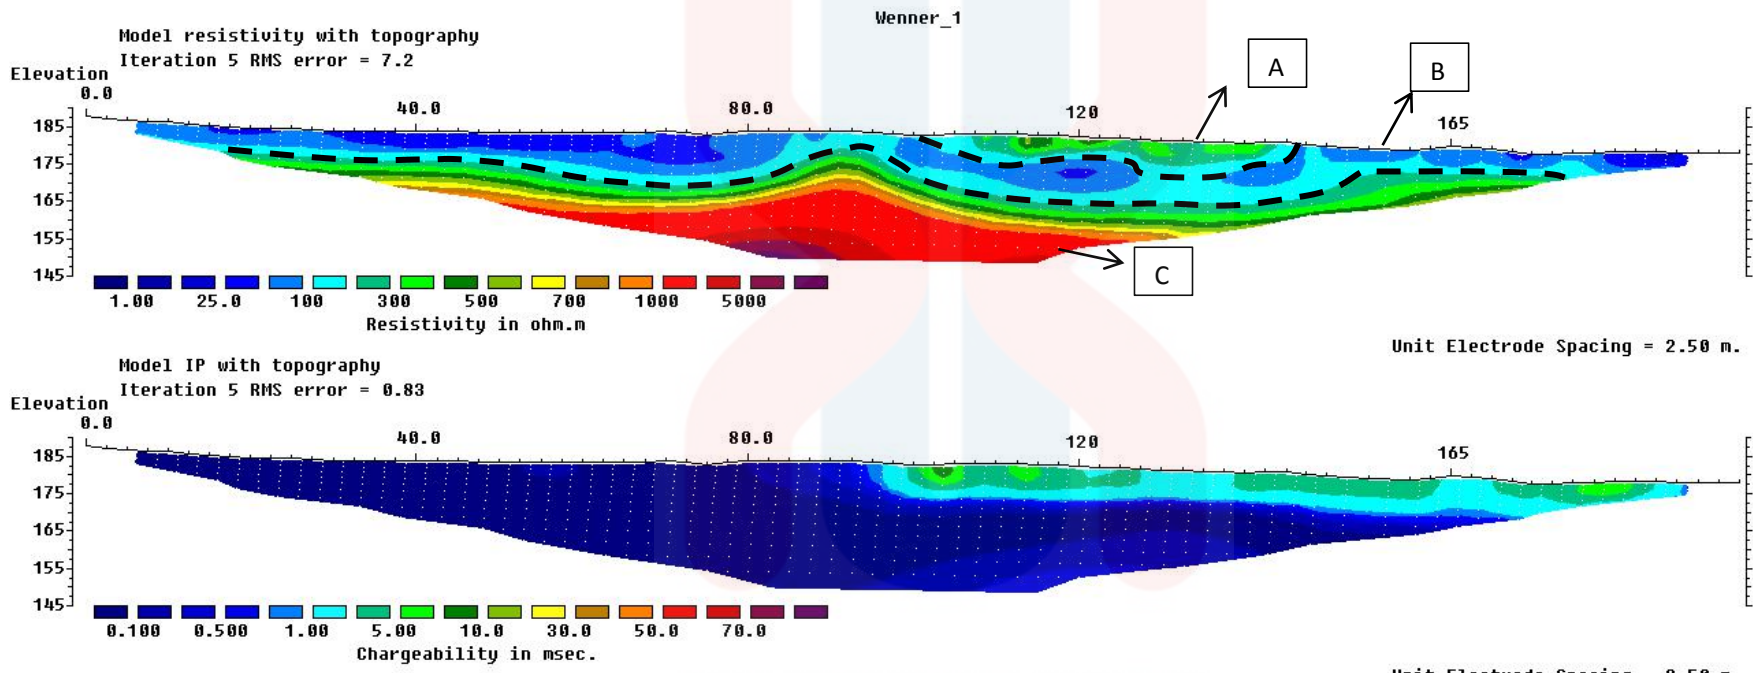 Wenner_1
Model resistivity with topography
Iteration 5 RMS error = 7.2
A
B
Elevation
0.0
40.0
80.0
120
165
185
175
165
155
145
C
1.00 25.0 100 300 500 700 1000 5000
Resistivity in ohm.m
Unit Electrode Spacing = 2.50 m.
Model IP with topography
Iteration 5 RMS error = 0.83
Elevation
0.0
40.0
80.0
120
165
185
175
165
155
145
0.100 0.500 1.00 5.00 10.0 30.0 50.0 70.0
Chargeability in msec.
Unit Electrode Spacing